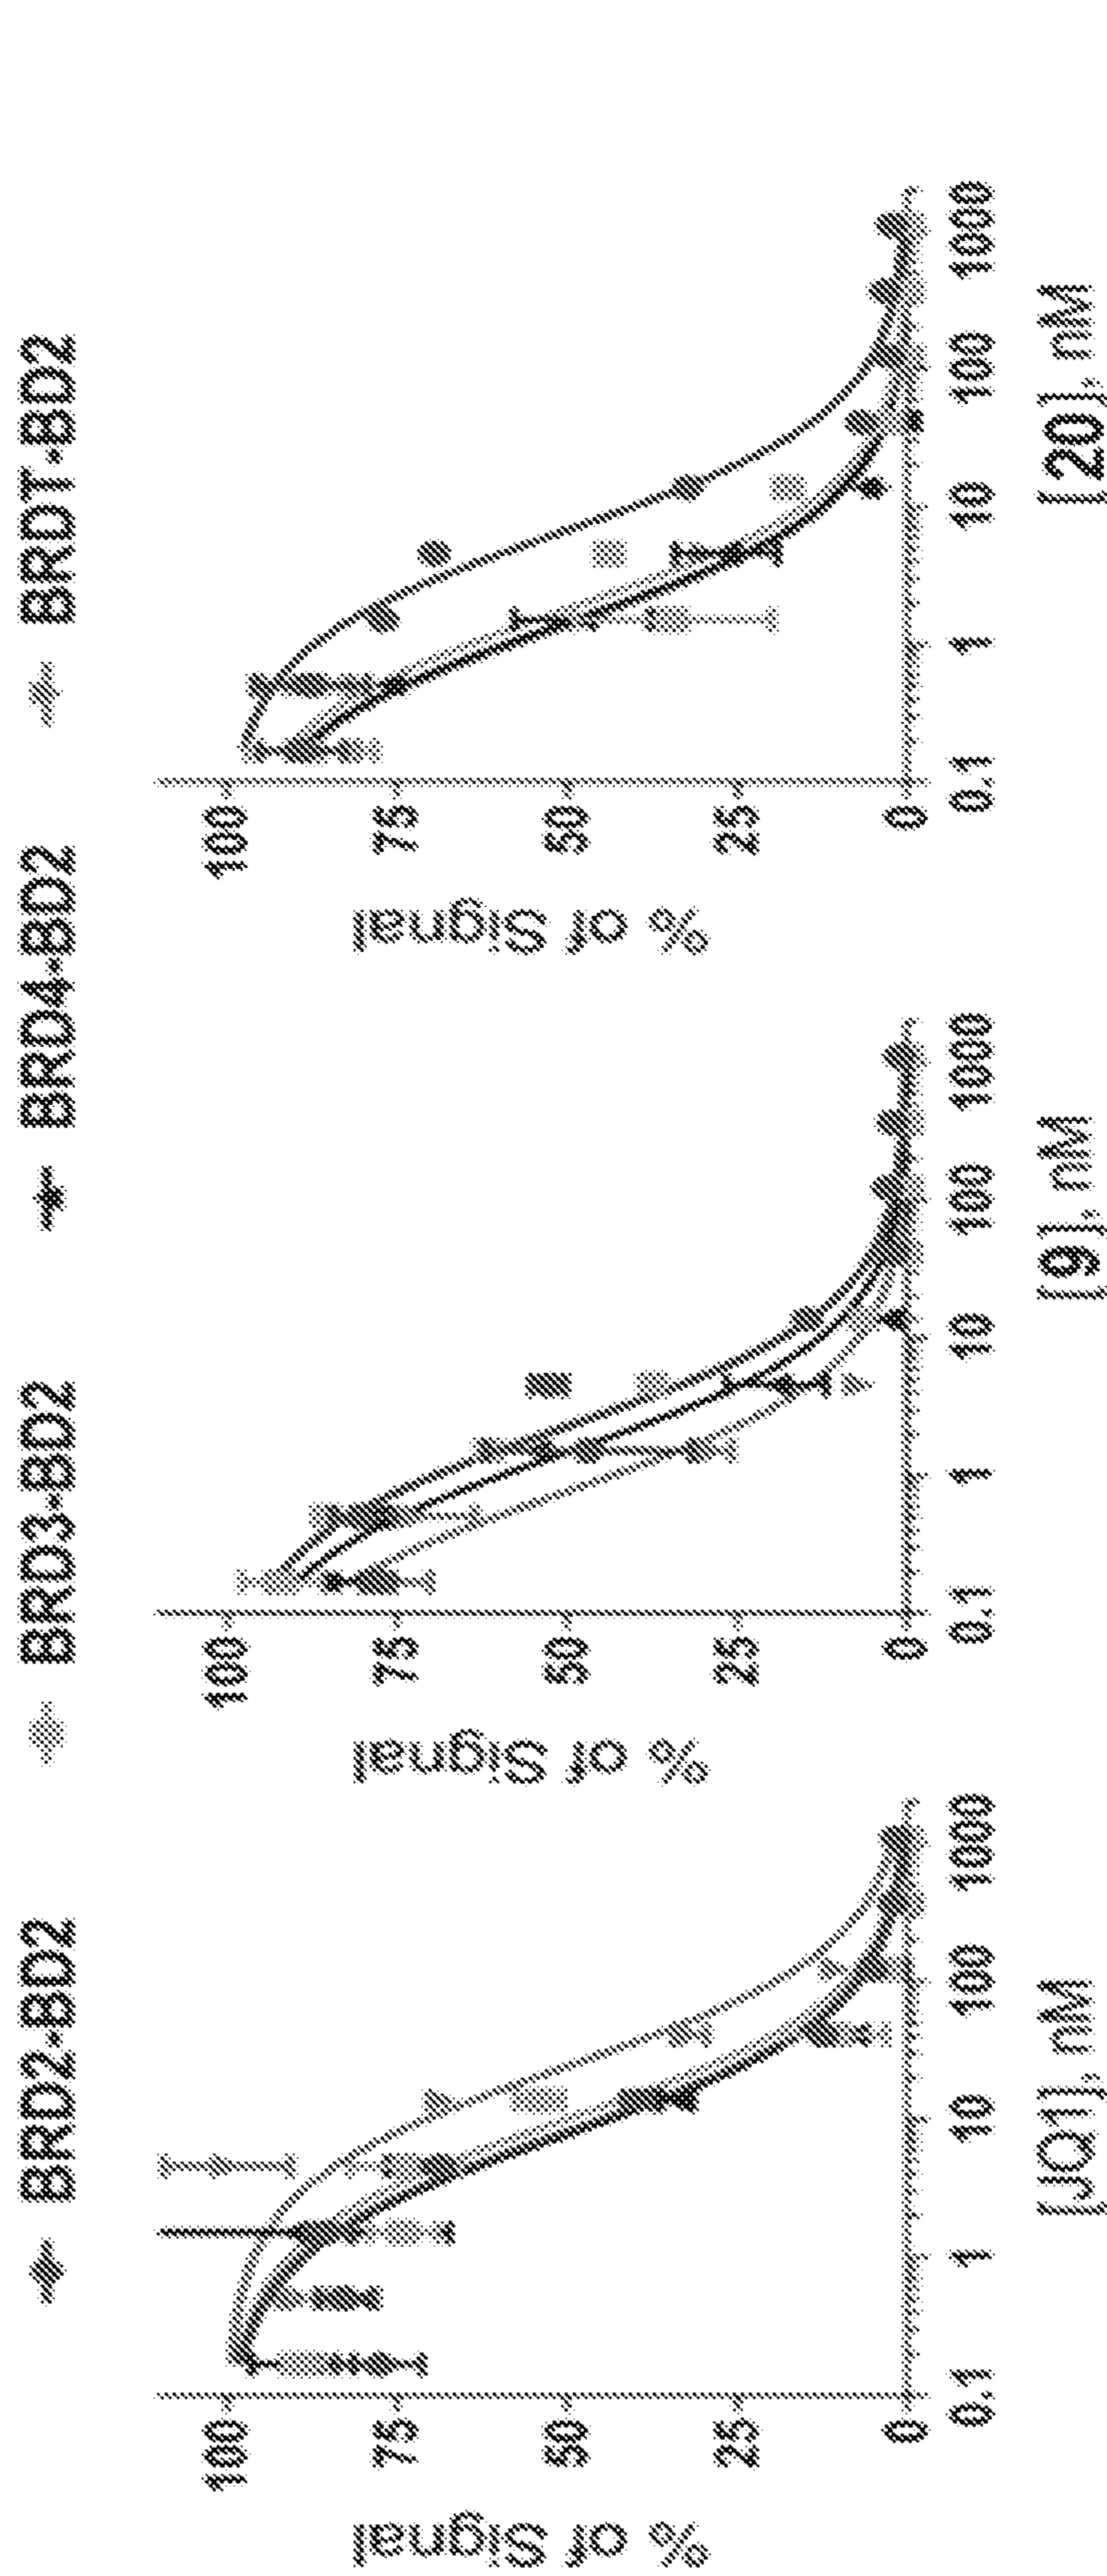 BRD2-BD2 BRD3-BD2 BRD4-BD2 BRDT-BD2
% of Signal
100
75
50
25
0
0.1 1 10 100 1000
[JQ1], nM
% of Signal
100
75
50
25
0
0.1 1 10 100 1000
[9], nM
% of Signal
100
75
50
25
0
0.1 1 10 100 1000
[20], nM